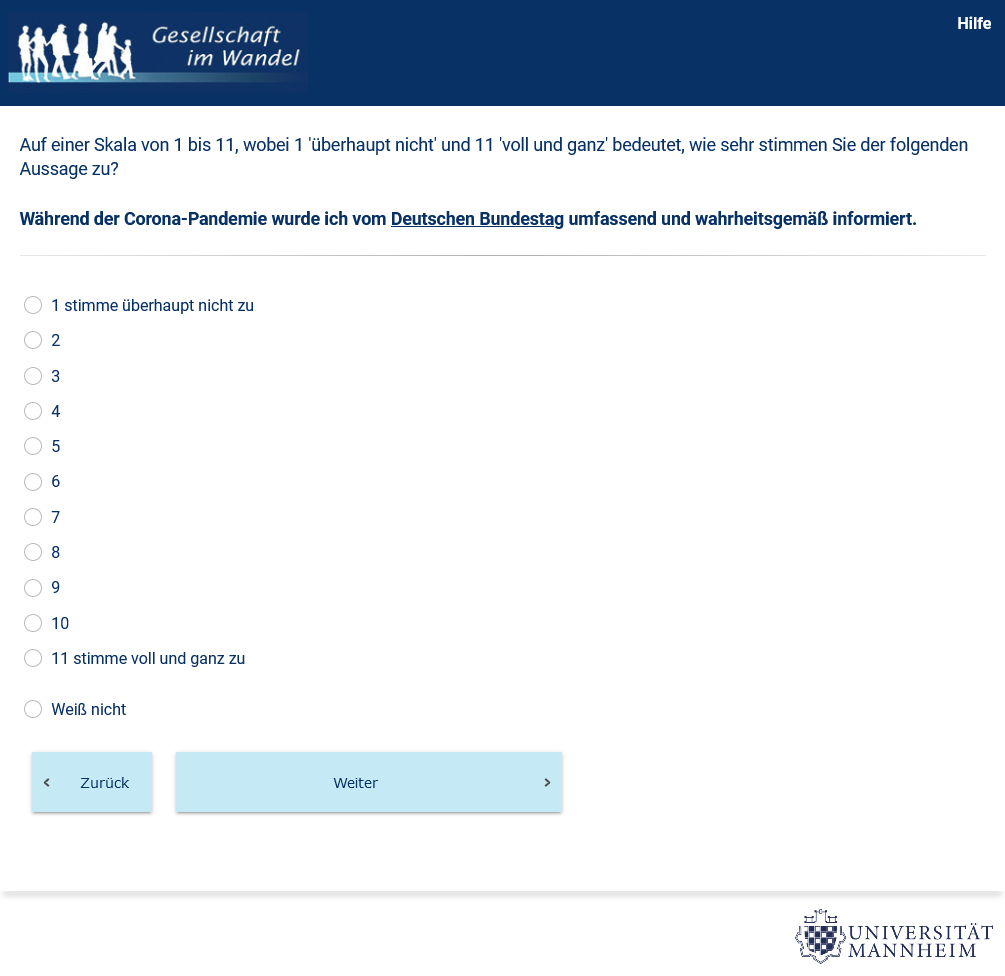 Gesellschaft
im Wandel
Hilfe
Auf einer Skala von 1 bis 11, wobei 1 'überhaupt nicht' und 11 'voll und ganz' bedeutet, wie sehr stimmen Sie der folgenden
Aussage zu?
Während der Corona-Pandemie wurde ich vom Deutschen Bundestag umfassend und wahrheitsgemäß informiert.
1 stimme überhaupt nicht zu
2
3
4
5
6
7
8
9
10
11 stimme voll und ganz zu
Weiß nicht
Zurück
Weiter
UNIVERSITÄT
MANNHEIM